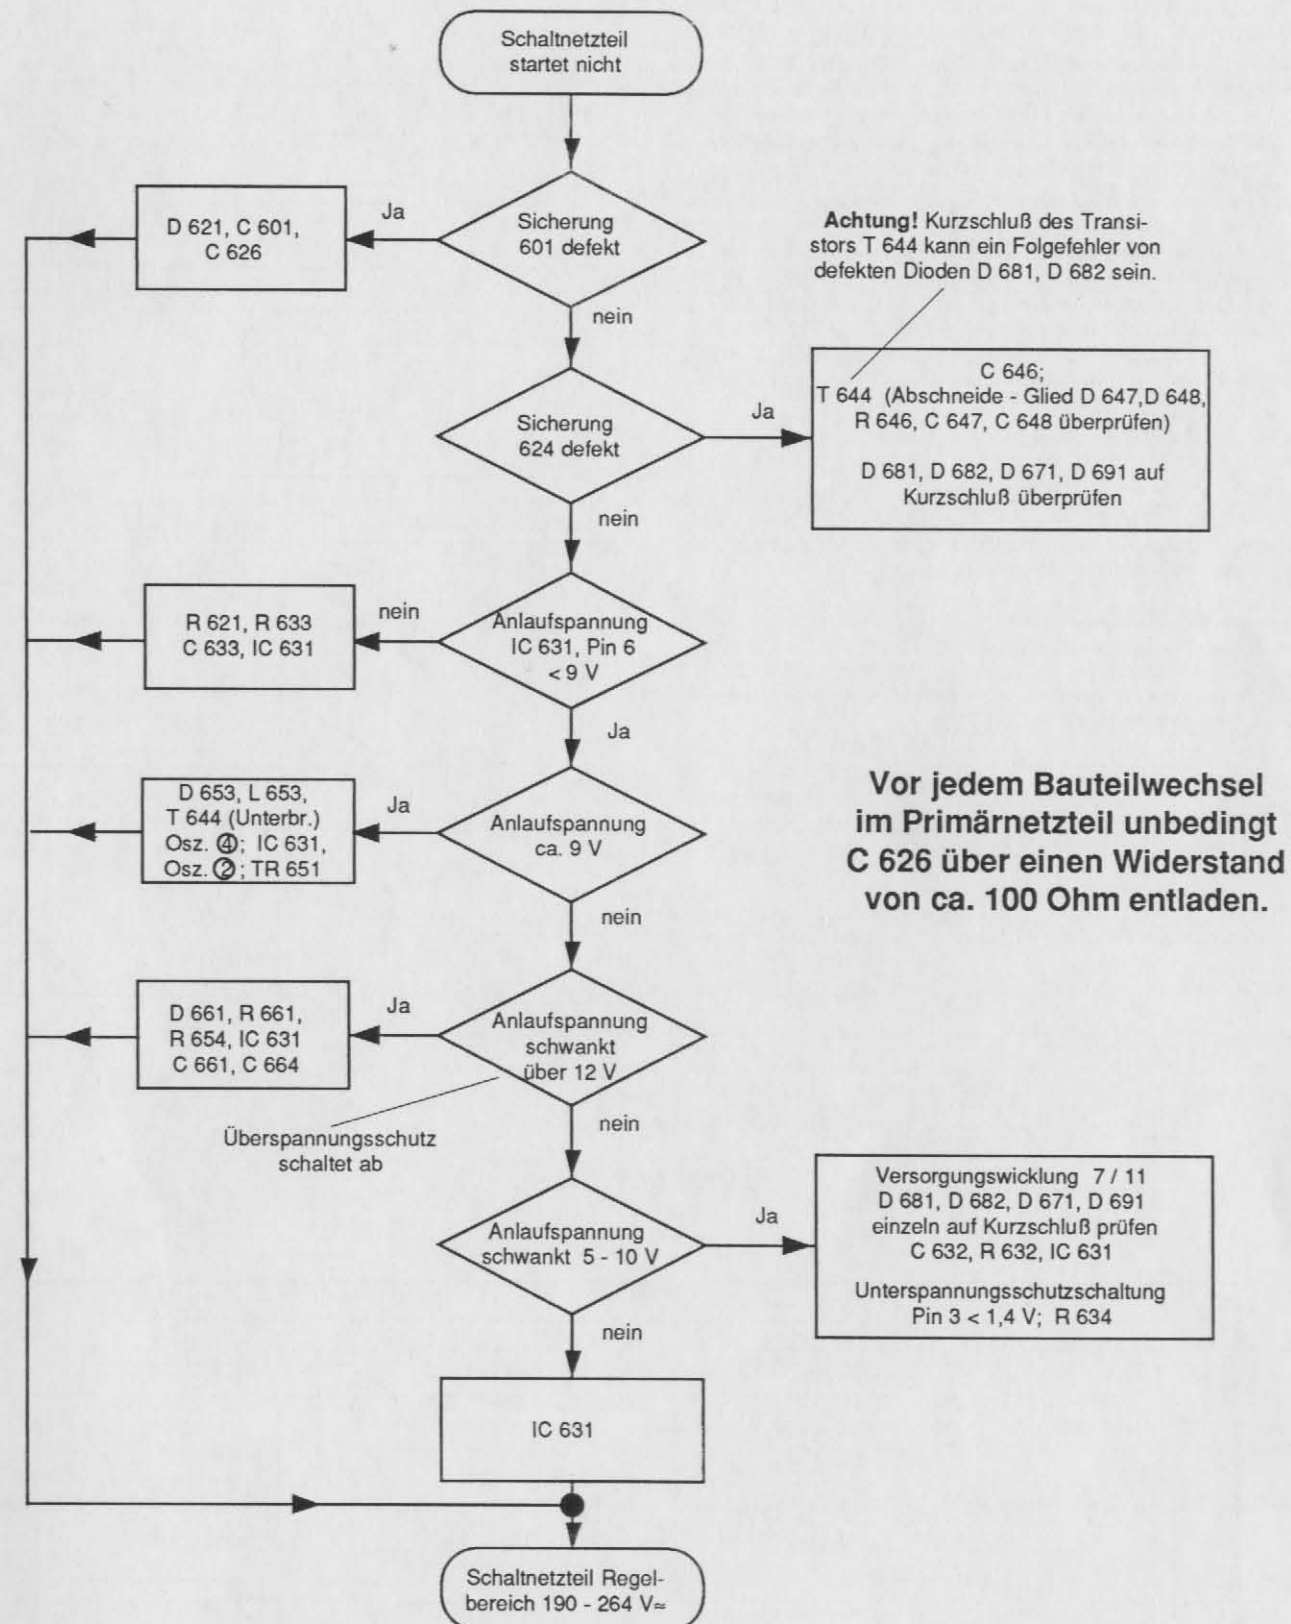 Schaltnetzteil
startet nicht
Sicherung
601 defekt
Ja
D 621, C 601,
C 626
nein
Achtung! Kurzschluß des Transi-
stors T 644 kann ein Folgefehler von
defekten Dioden D 681, D 682 sein.
Sicherung
624 defekt
Ja
C 646;
T 644 (Abschneide - Glied D 647,D 648,
R 646, C 647, C 648 überprüfen)
D 681, D 682, D 671, D 691 auf
Kurzschluß überprüfen
nein
Anlaufspannung
IC 631, Pin 6
< 9 V
nein
R 621, R 633
C 633, IC 631
Ja
Anlaufspannung
ca. 9 V
Ja
D 653, L 653,
T 644 (Unterbr.)
Osz. ④; IC 631,
Osz. ②; TR 651
Vor jedem Bauteilwechsel
im Primärnetzteil unbedingt
C 626 über einen Widerstand
von ca. 100 Ohm entladen.
nein
Anlaufspannung
schwankt
über 12 V
Ja
D 661, R 661,
R 654, IC 631
C 661, C 664
Überspannungsschutz
schaltet ab
nein
Anlaufspannung
schwankt 5 - 10 V
Ja
Versorgungswicklung 7 / 11
D 681, D 682, D 671, D 691
einzeln auf Kurzschluß prüfen
C 632, R 632, IC 631
Unterspannungsschutzschaltung
Pin 3 < 1,4 V; R 634
nein
IC 631
Schaltnetzteil Regel-
bereich 190 - 264 V≂